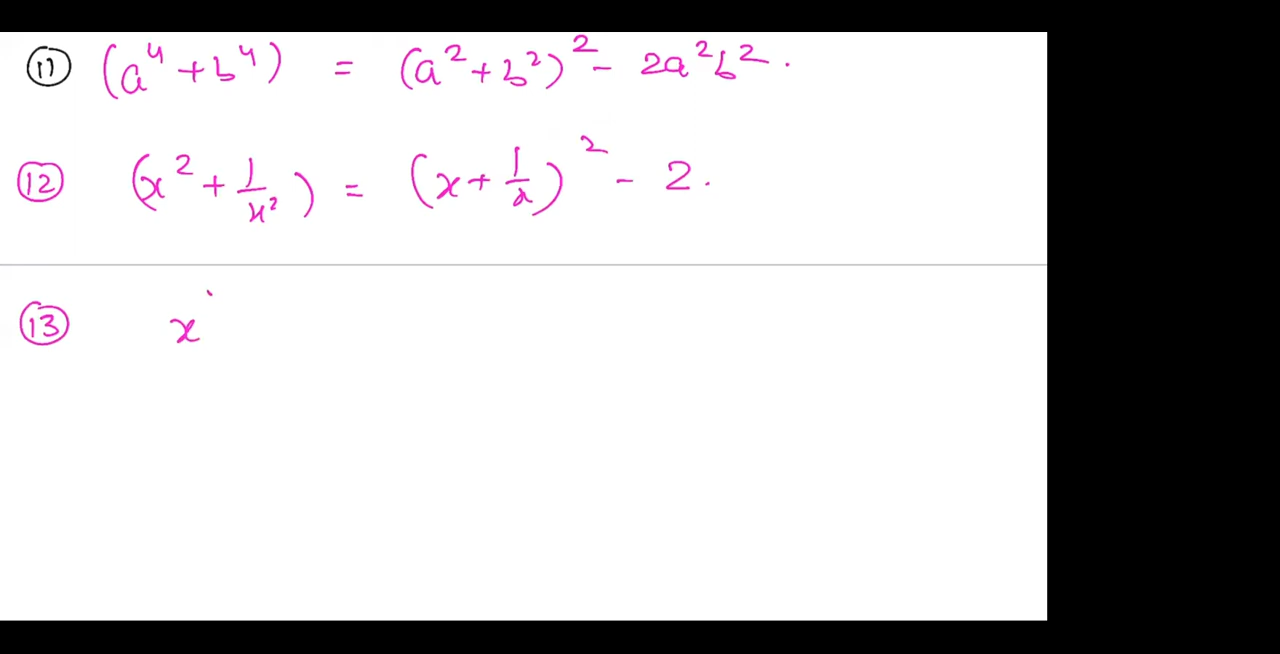 ⑪ (a⁴ + b⁴) = (a² + b²)² - 2a²b².
⑫ (x² + 1/x²) = (x + 1/x)² - 2.
⑬ x